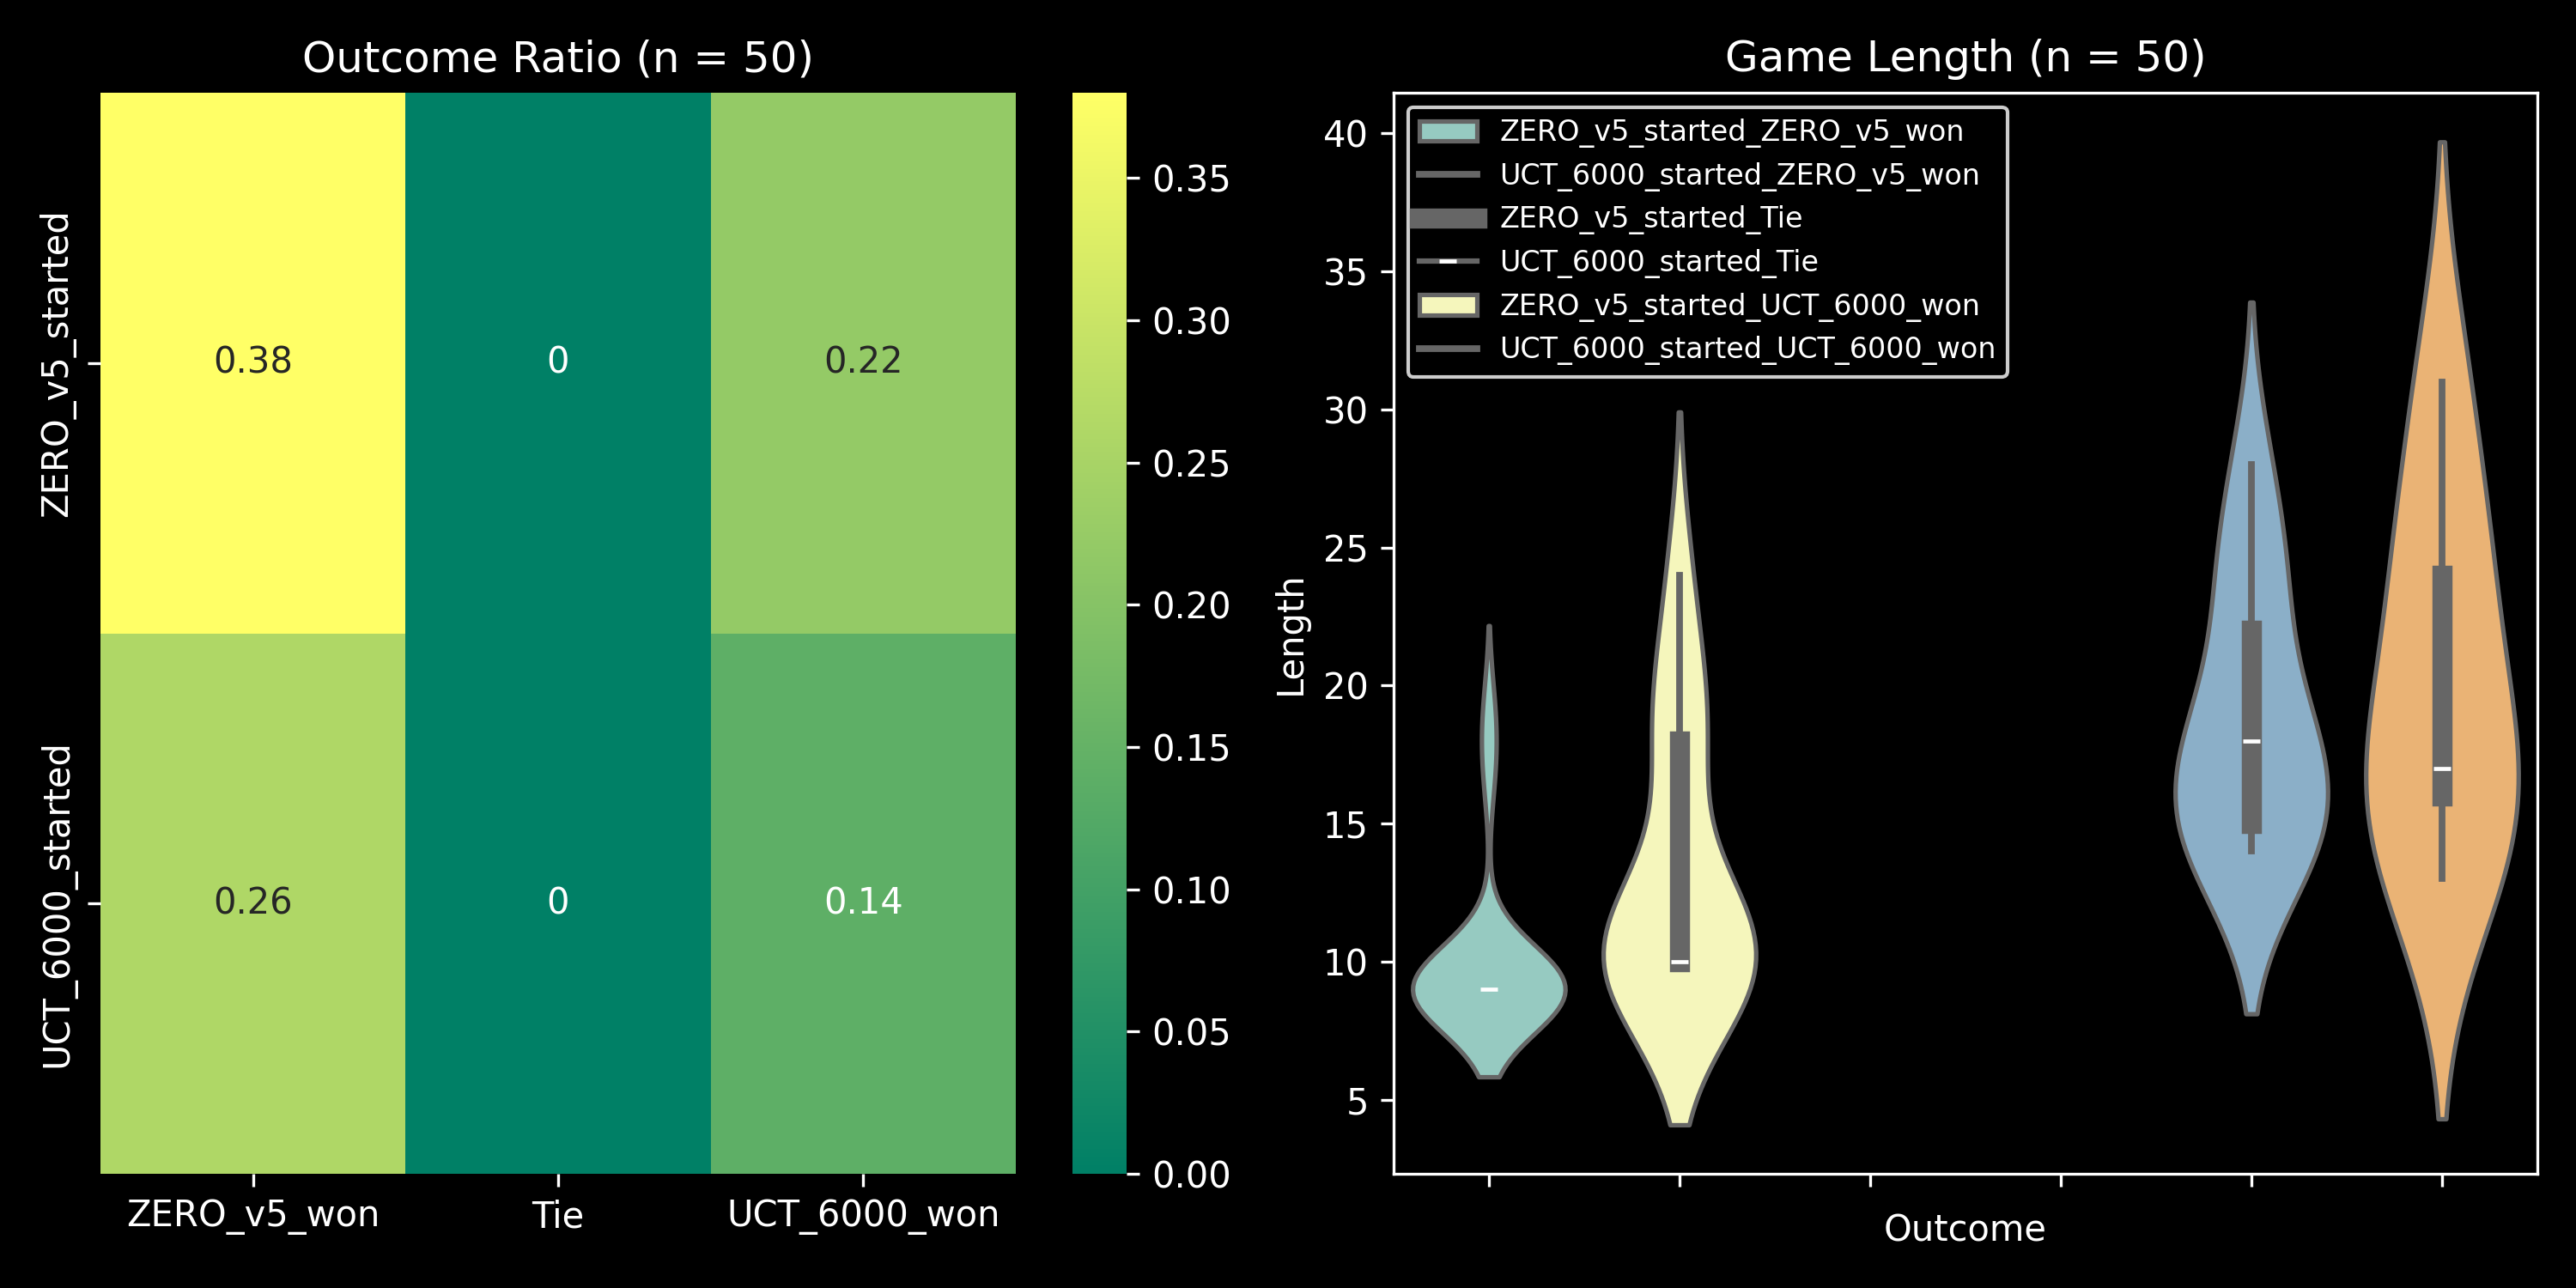 Outcome Ratio (n = 50)
ZERO_v5_started
UCT_6000_started
0.38
0
0.22
0.26
0
0.14
ZERO_v5_won
Tie
UCT_6000_won
0.35
0.30
0.25
0.20
0.15
0.10
0.05
0.00
Game Length (n = 50)
Length
40
35
30
25
20
15
10
5
ZERO_v5_started_ZERO_v5_won
UCT_6000_started_ZERO_v5_won
ZERO_v5_started_Tie
UCT_6000_started_Tie
ZERO_v5_started_UCT_6000_won
UCT_6000_started_UCT_6000_won
Outcome